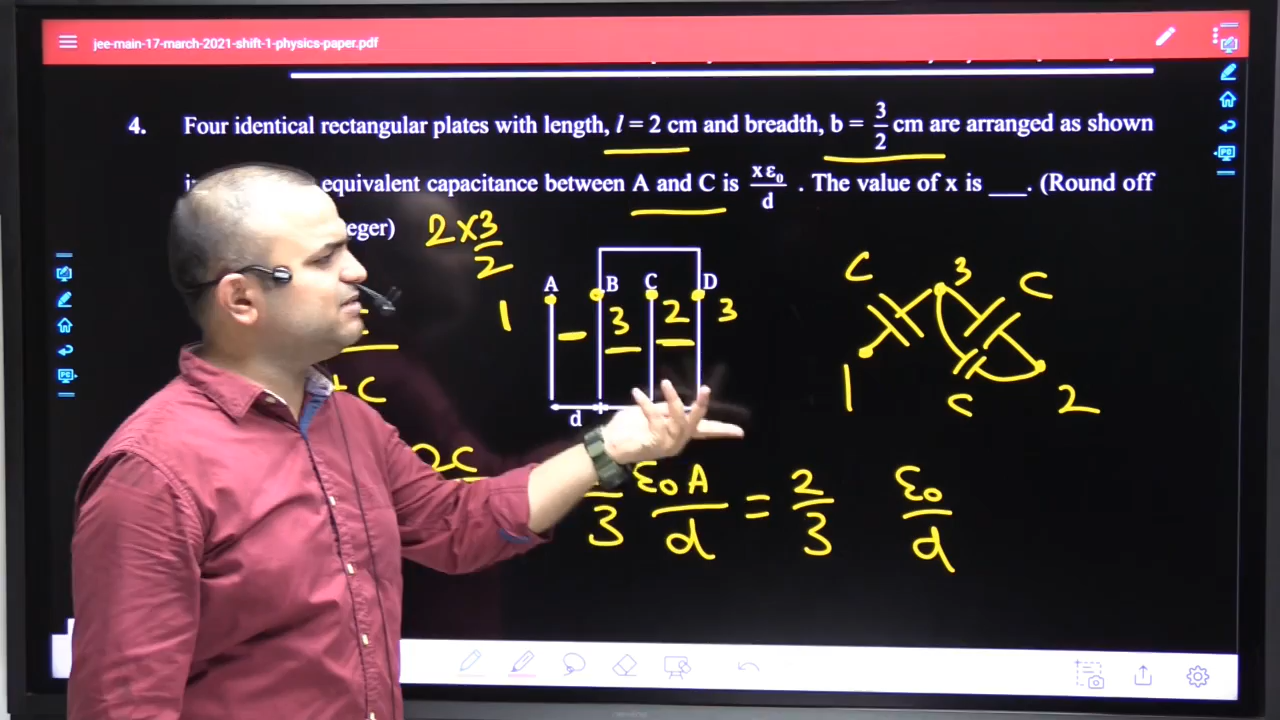 jee-main-17-march-2021-shift-1-physics-paper.pdf
4. Four identical rectangular plates with length, l = 2 cm and breadth, b = 3/2 cm are arranged as shown
equivalent capacitance between A and C is xε₀/d . The value of x is ___. (Round off
eger)
2 × 3/2
A B C D
1 3 2 3
d
+ C
2C
3 ε₀A/d = 2/3 ε₀/d
C 3 C
1 C 2